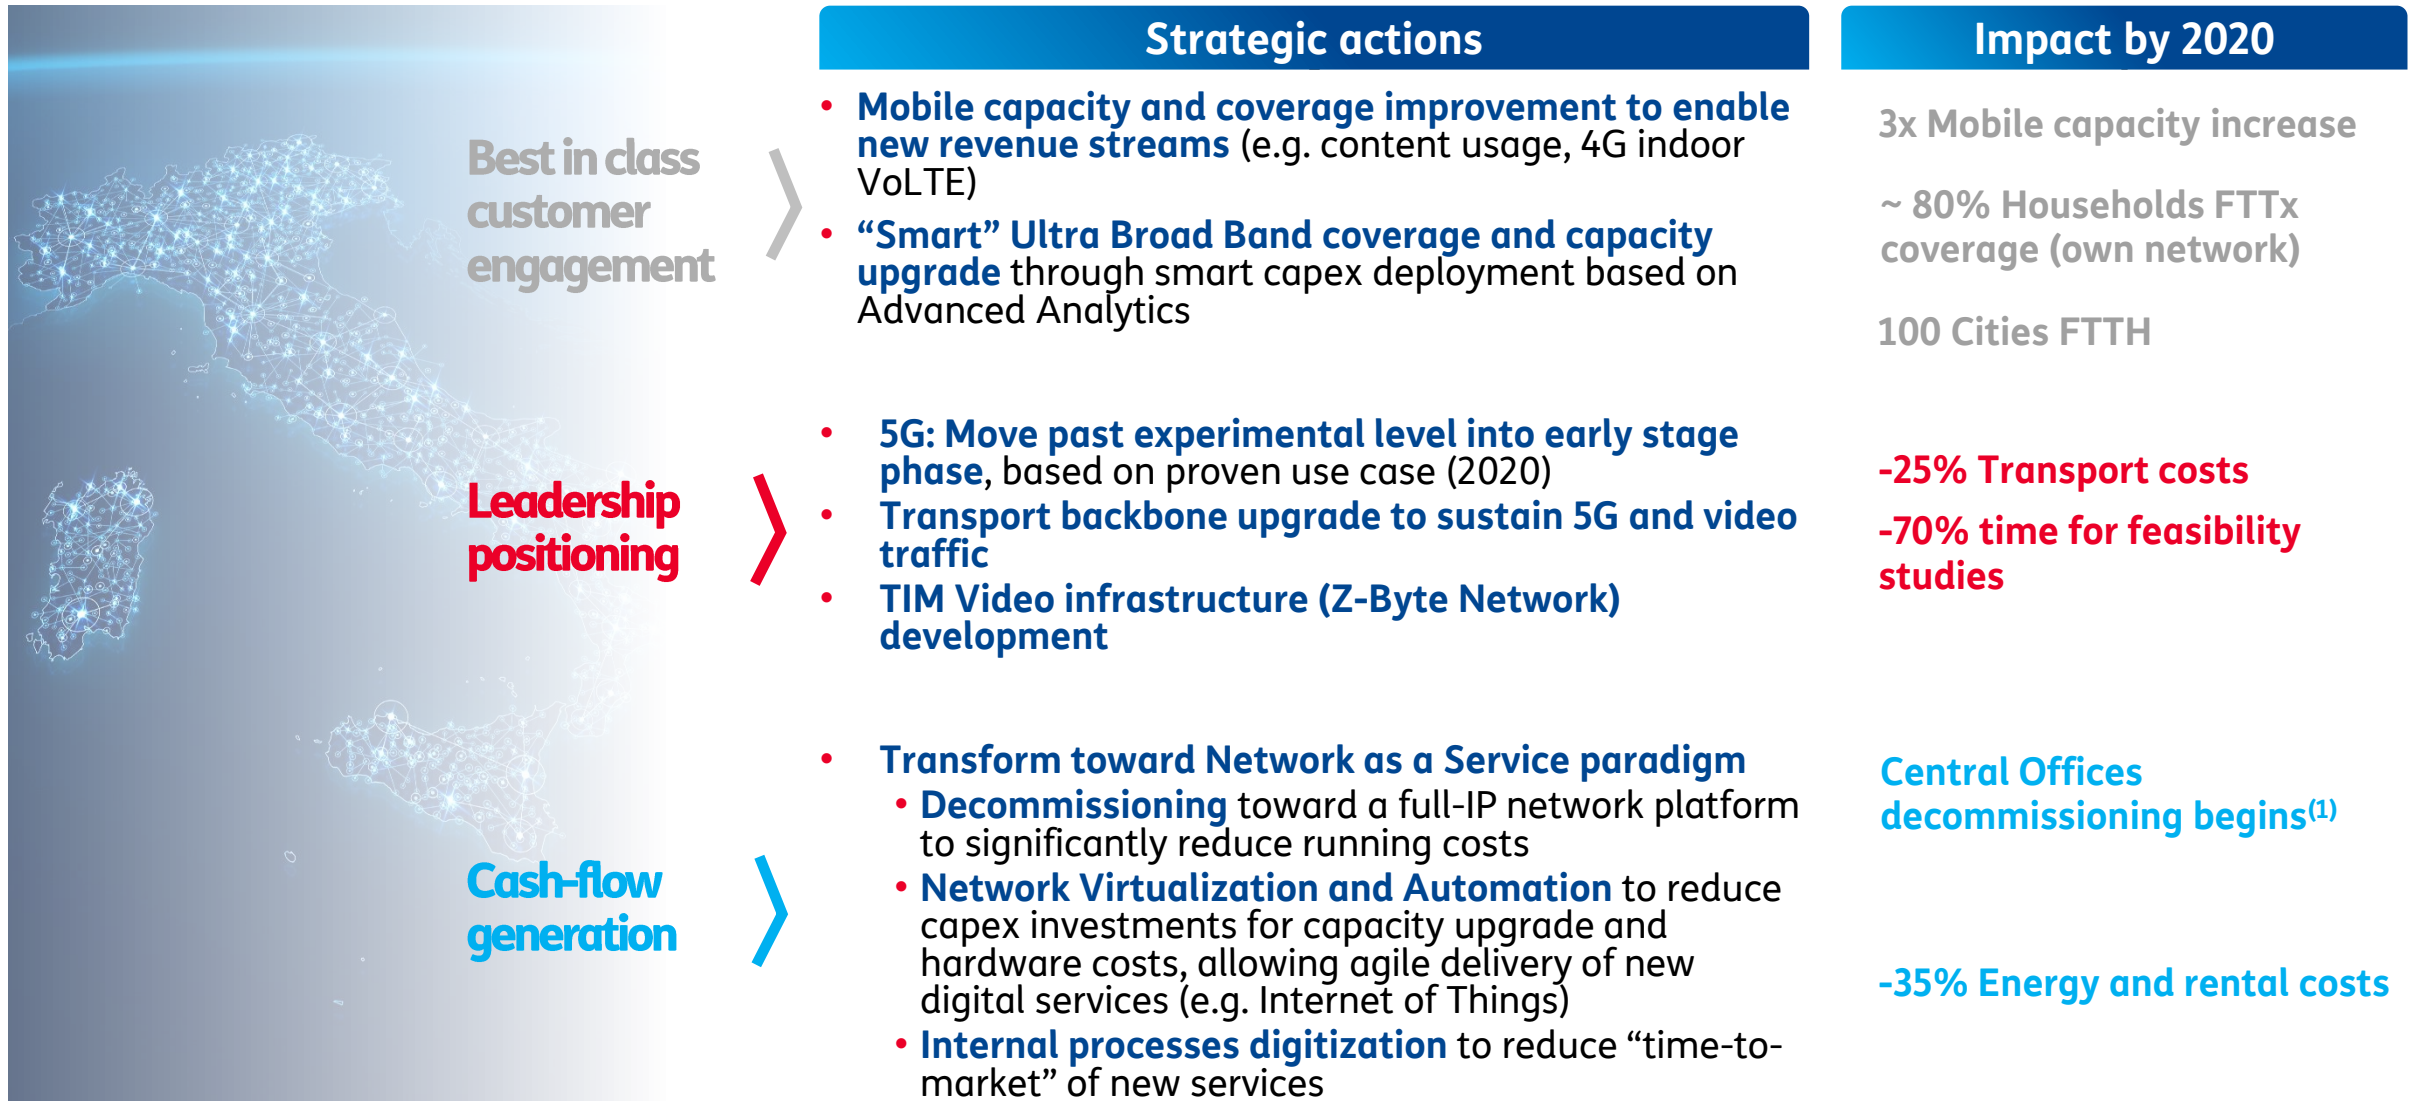 Strategic actions
Impact by 2020
Best in class
customer
engagement
• Mobile capacity and coverage improvement to enable
new revenue streams (e.g. content usage, 4G indoor
VoLTE)
• “Smart” Ultra Broad Band coverage and capacity
upgrade through smart capex deployment based on
Advanced Analytics
3x Mobile capacity increase
~ 80% Households FTTx
coverage (own network)
100 Cities FTTH
Leadership
positioning
• 5G: Move past experimental level into early stage
phase, based on proven use case (2020)
• Transport backbone upgrade to sustain 5G and video
traffic
• TIM Video infrastructure (Z-Byte Network)
development
-25% Transport costs
-70% time for feasibility
studies
Cash-flow
generation
• Transform toward Network as a Service paradigm
• Decommissioning toward a full-IP network platform
to significantly reduce running costs
• Network Virtualization and Automation to reduce
capex investments for capacity upgrade and
hardware costs, allowing agile delivery of new
digital services (e.g. Internet of Things)
• Internal processes digitization to reduce “time-to-
market” of new services
Central Offices
decommissioning begins(1)
-35% Energy and rental costs